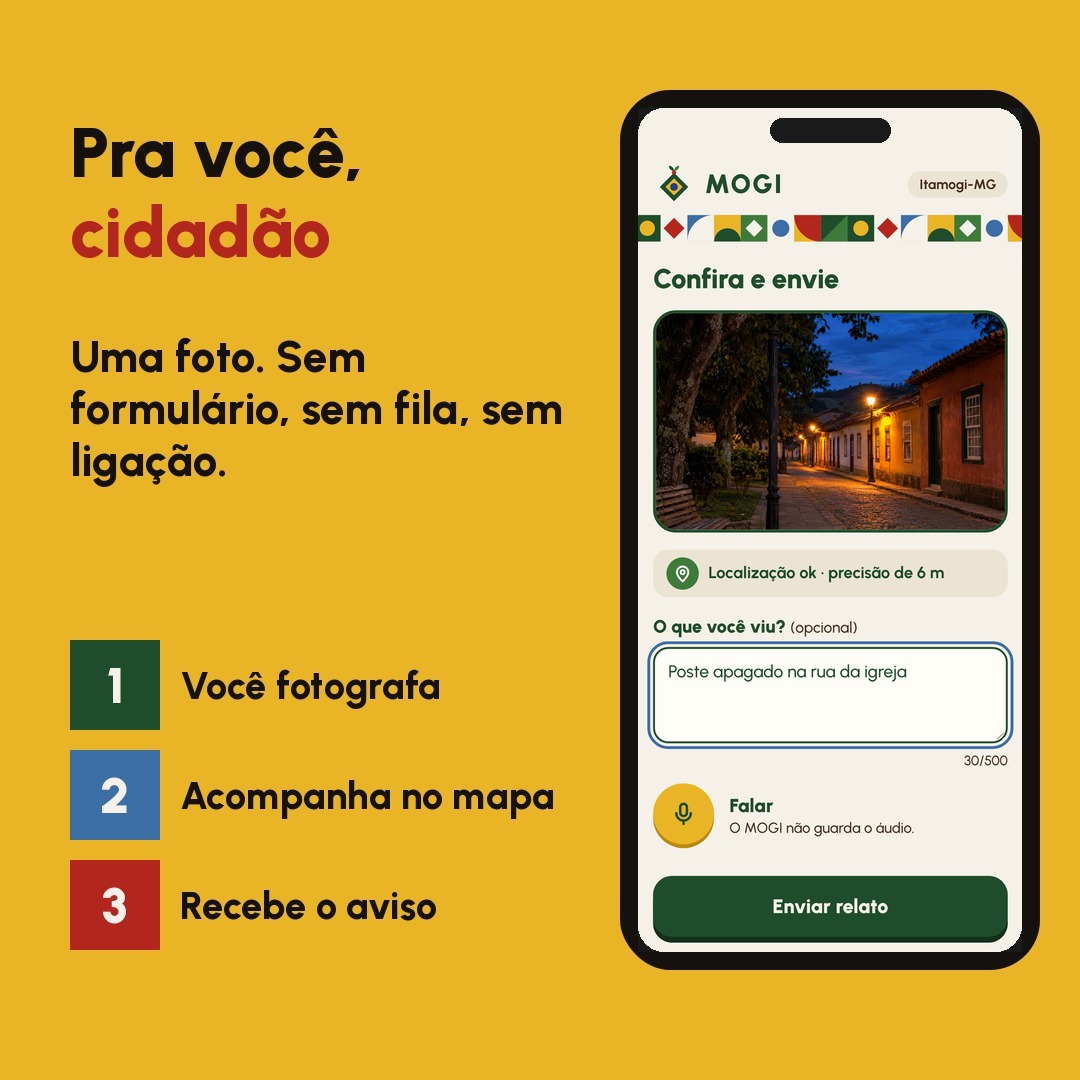 Pra você,
cidadão
Uma foto. Sem
formulário, sem fila, sem
ligação.
1
Você fotografa
2
Acompanha no mapa
3
Recebe o aviso
MOGI
Itamogi-MG
Confira e envie
Localização ok · precisão de 6 m
O que você viu? (opcional)
Poste apagado na rua da igreja
30/500
Falar
O MOGI não guarda o áudio.
Enviar relato